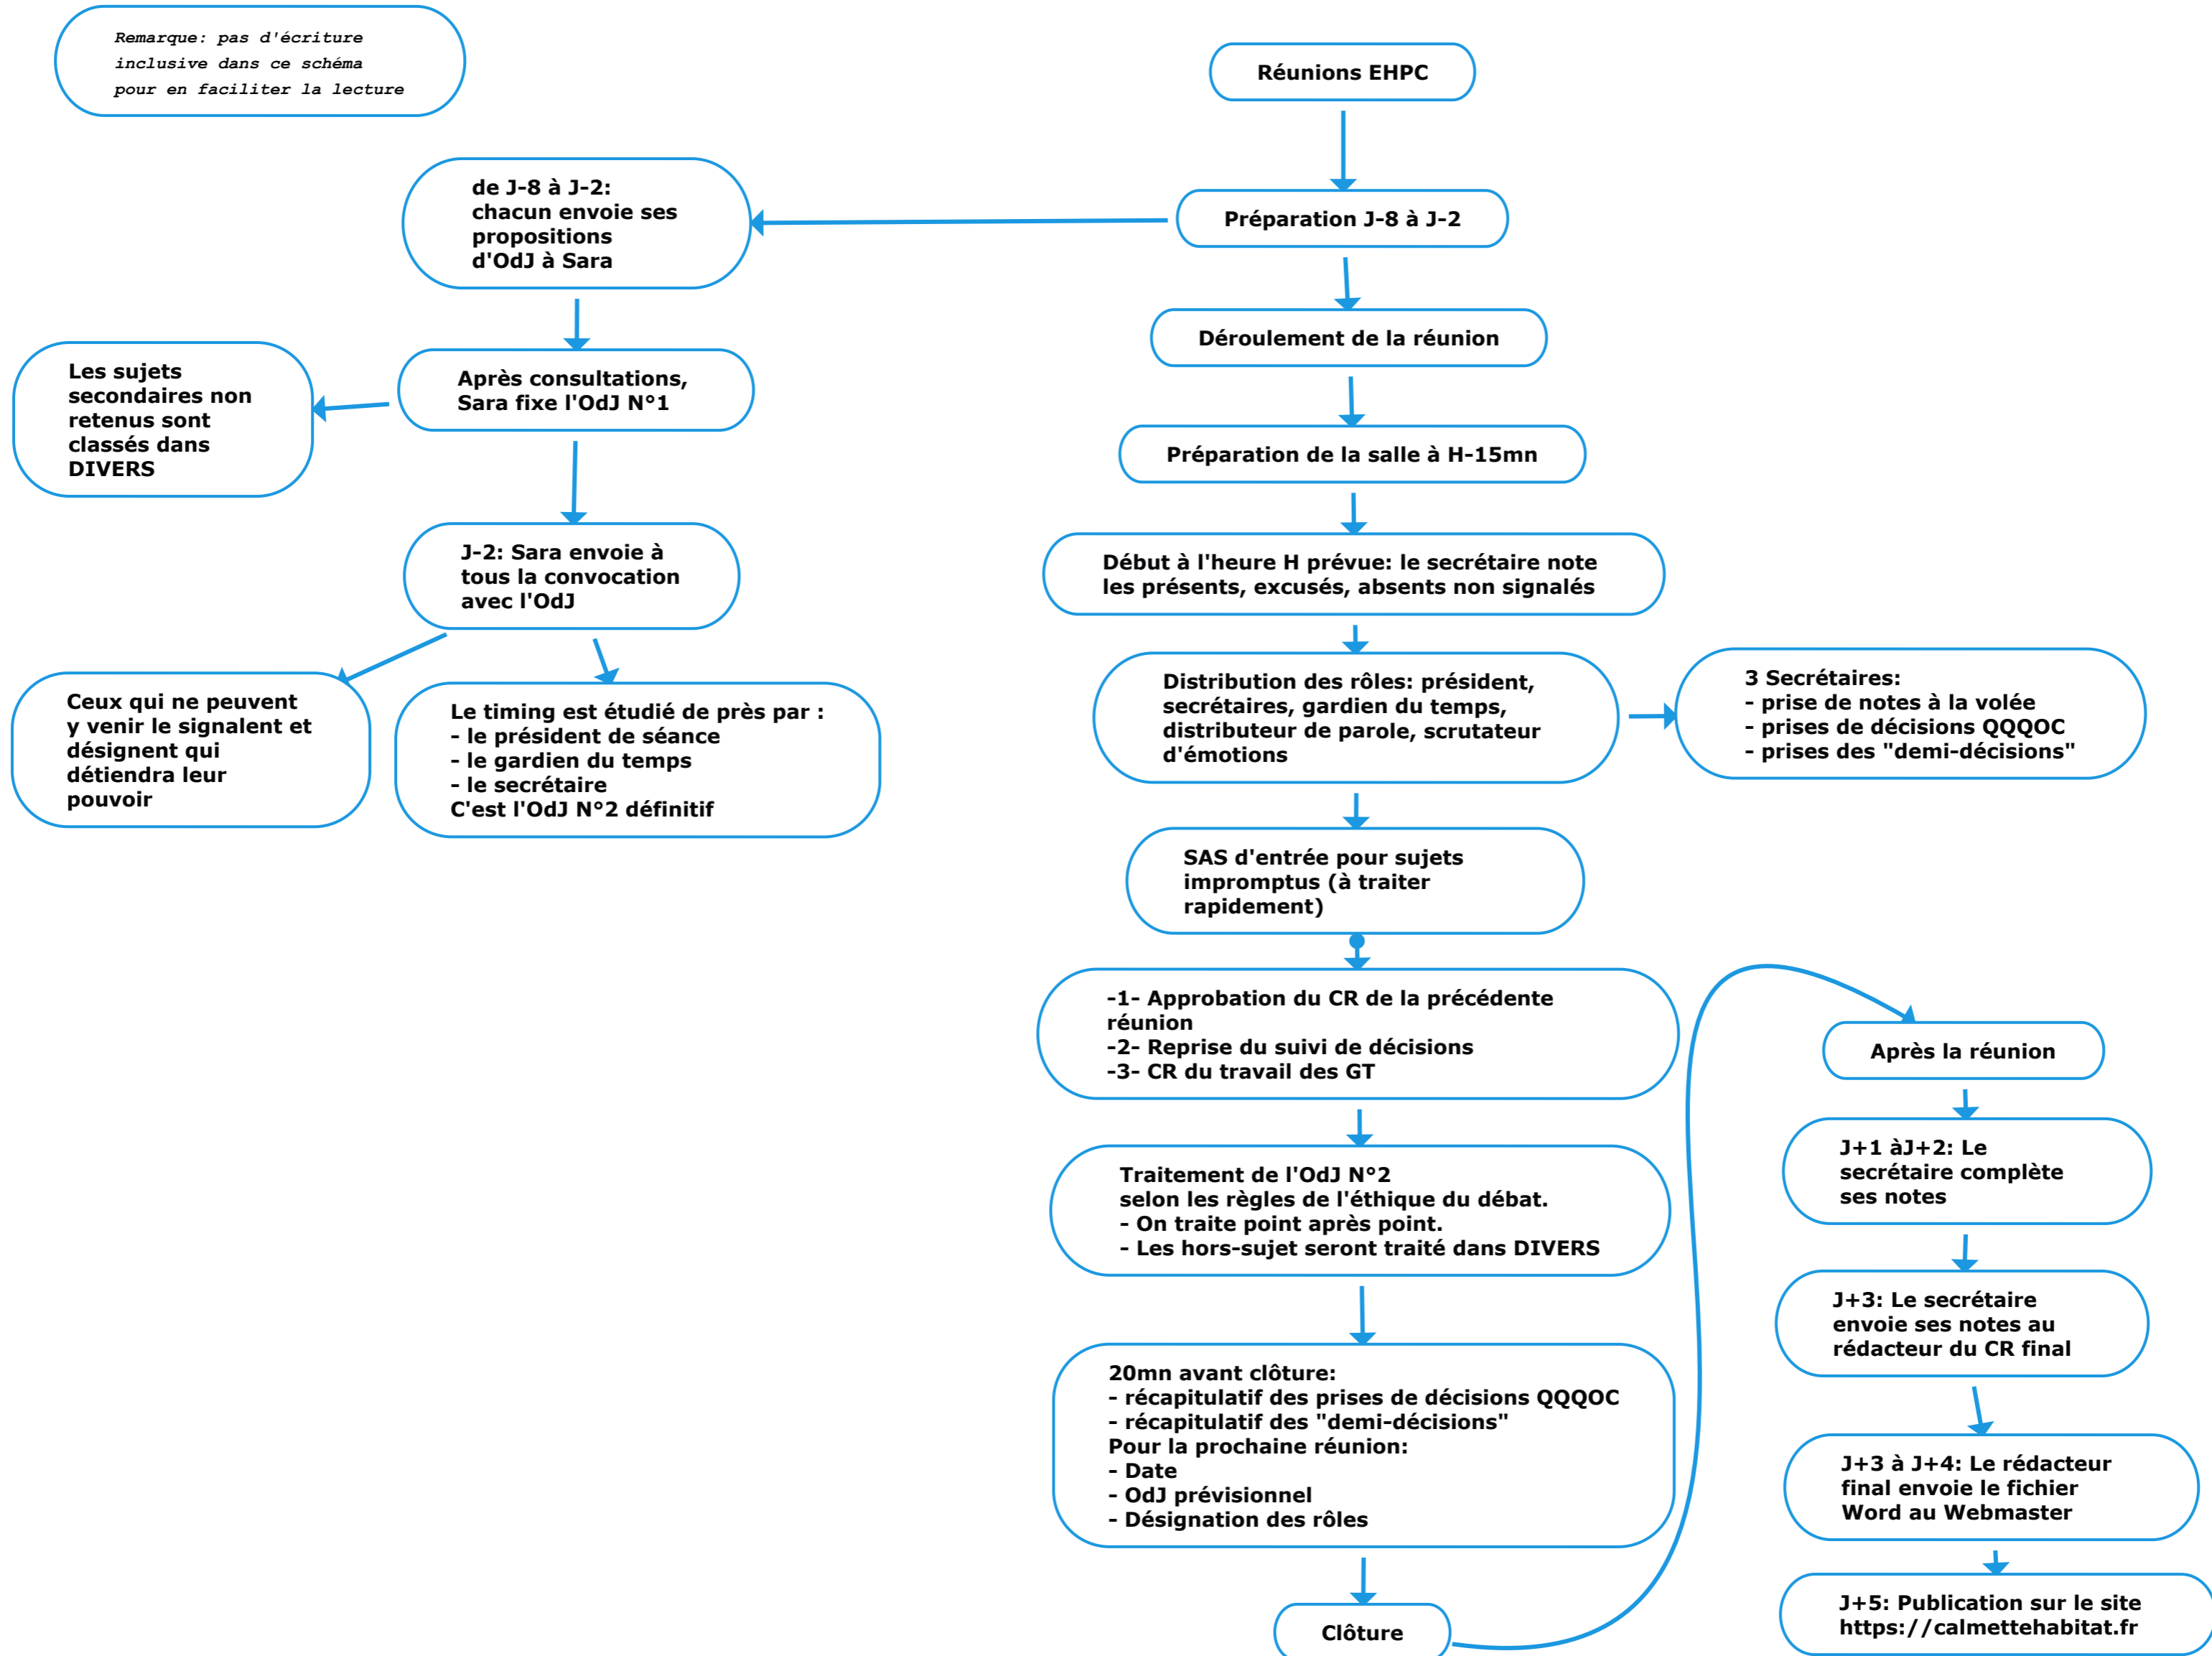 Remarque: pas d'écriture
inclusive dans ce schéma
pour en faciliter la lecture
Réunions EHPC
Préparation J-8 à J-2
de J-8 à J-2:
chacun envoie ses
propositions
d'OdJ à Sara
Après consultations,
Sara fixe l'OdJ N°1
Les sujets
secondaires non
retenus sont
classés dans
DIVERS
J-2: Sara envoie à
tous la convocation
avec l'OdJ
Ceux qui ne peuvent
y venir le signalent et
désignent qui
détiendra leur
pouvoir
Le timing est étudié de près par :
- le président de séance
- le gardien du temps
- le secrétaire
C'est l'OdJ N°2 définitif
Déroulement de la réunion
Préparation de la salle à H-15mn
Début à l'heure H prévue: le secrétaire note
les présents, excusés, absents non signalés
Distribution des rôles: président,
secrétaires, gardien du temps,
distributeur de parole, scrutateur
d'émotions
3 Secrétaires:
- prise de notes à la volée
- prises de décisions QQQOC
- prises des "demi-décisions"
SAS d'entrée pour sujets
impromptus (à traiter
rapidement)
-1- Approbation du CR de la précédente
réunion
-2- Reprise du suivi de décisions
-3- CR du travail des GT
Traitement de l'OdJ N°2
selon les règles de l'éthique du débat.
- On traite point après point.
- Les hors-sujet seront traité dans DIVERS
20mn avant clôture:
- récapitulatif des prises de décisions QQQOC
- récapitulatif des "demi-décisions"
Pour la prochaine réunion:
- Date
- OdJ prévisionnel
- Désignation des rôles
Clôture
Après la réunion
J+1 àJ+2: Le
secrétaire complète
ses notes
J+3: Le secrétaire
envoie ses notes au
rédacteur du CR final
J+3 à J+4: Le rédacteur
final envoie le fichier
Word au Webmaster
J+5: Publication sur le site
https://calmettehabitat.fr